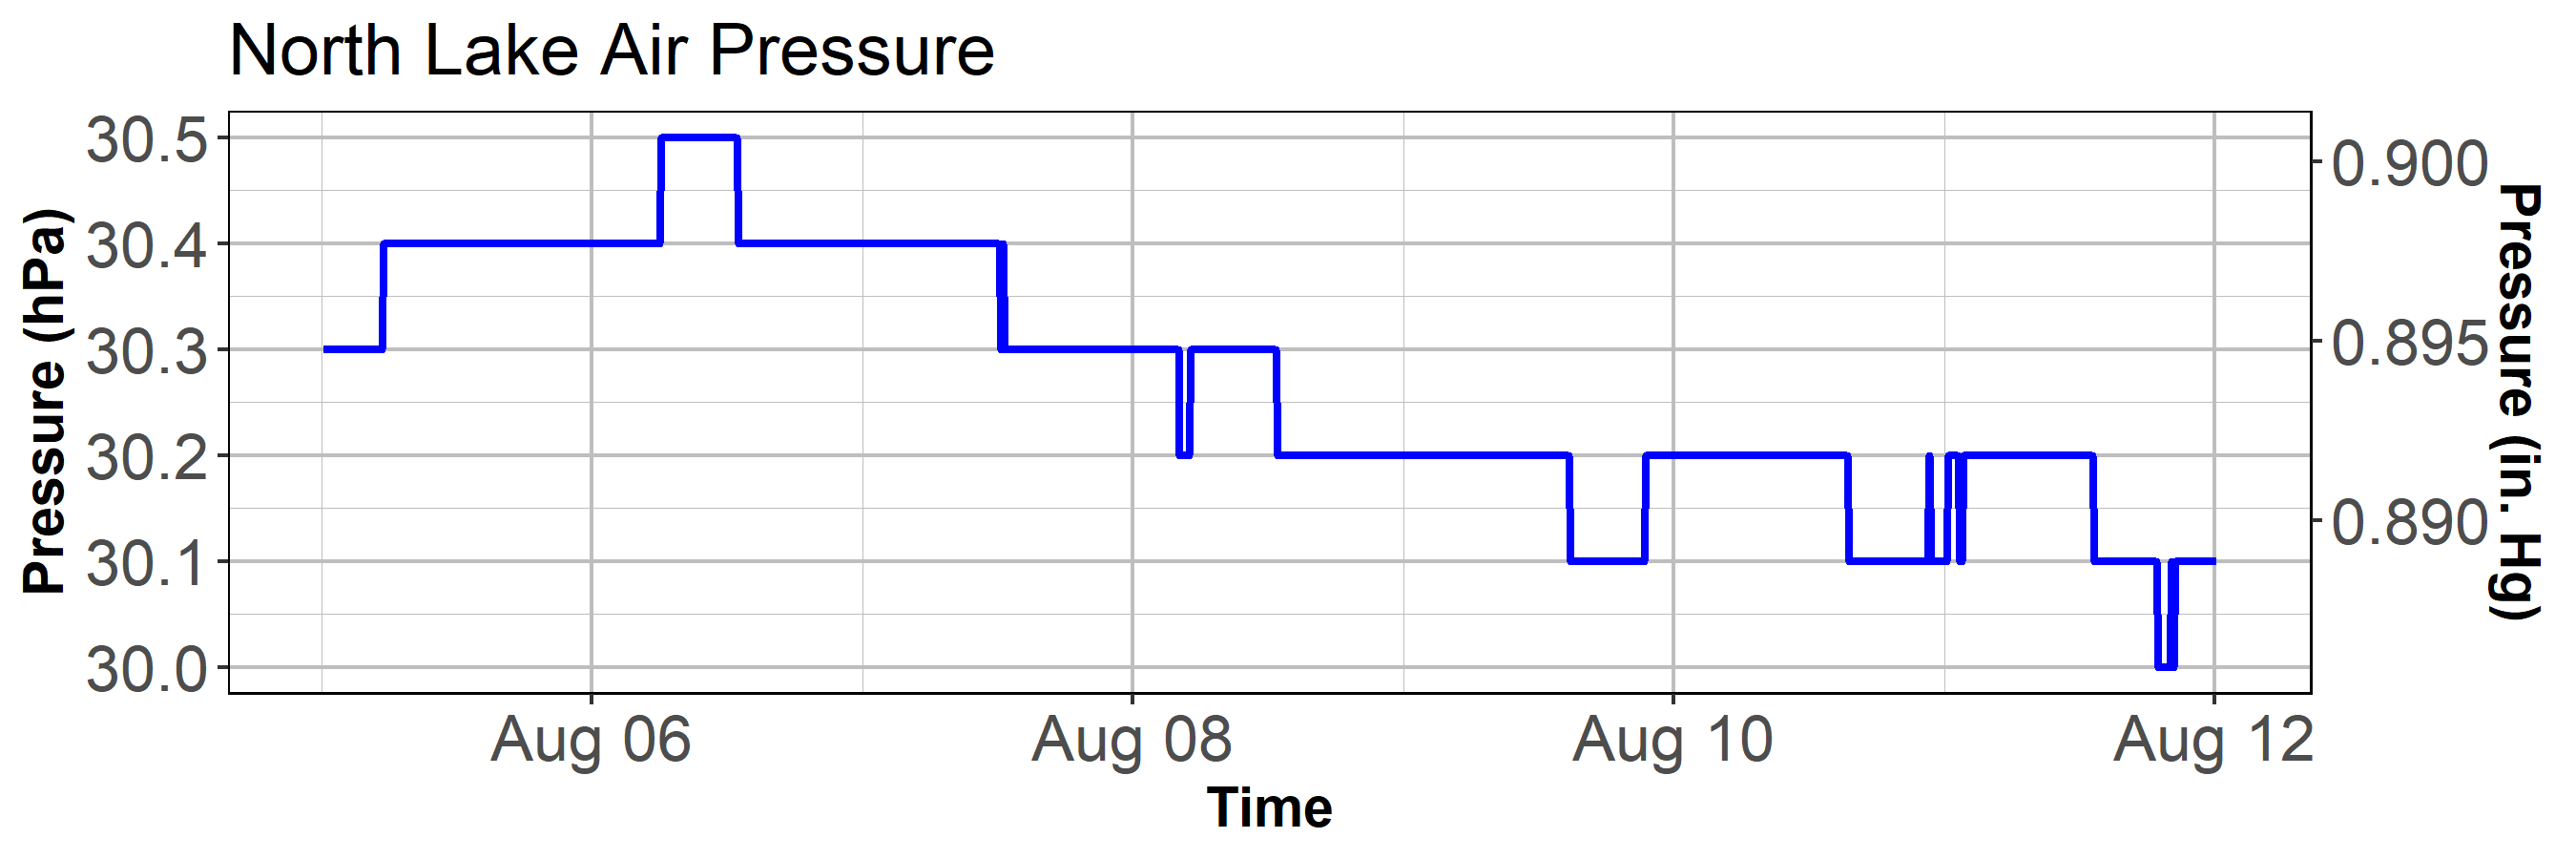 North Lake Air Pressure
Pressure (hPa)
30.5
30.4
30.3
30.2
30.1
30.0
0.900
0.895
0.890
Pressure (in. Hg)
Aug 06
Aug 08
Aug 10
Aug 12
Time